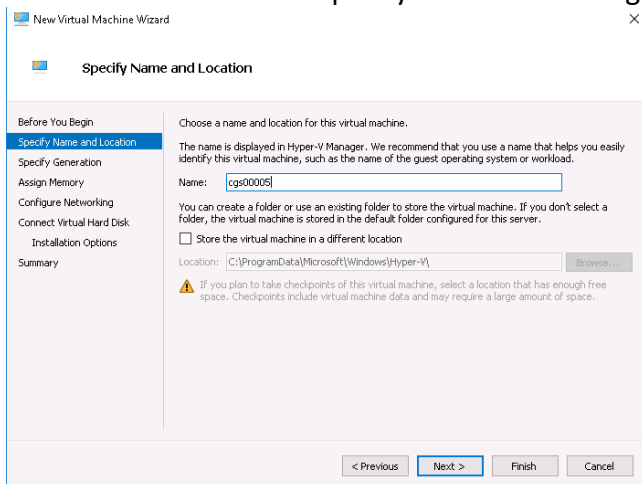 New Virtual Machine Wizard
Specify Name and Location
Before You Begin
Specify Name and Location
Specify Generation
Assign Memory
Configure Networking
Connect Virtual Hard Disk
Installation Options
Summary
Choose a name and location for this virtual machine.
The name is displayed in Hyper-V Manager. We recommend that you use a name that helps you easily
identify this virtual machine, such as the name of the guest operating system or workload.
Name: cgs00005
You can create a folder or use an existing folder to store the virtual machine. If you don't select a
folder, the virtual machine is stored in the default folder configured for this server.
Store the virtual machine in a different location
Location: C:\ProgramData\Microsoft\Windows\Hyper-V\ Browse...
If you plan to take checkpoints of this virtual machine, select a location that has enough free
space. Checkpoints include virtual machine data and may require a large amount of space.
< Previous Next > Finish Cancel